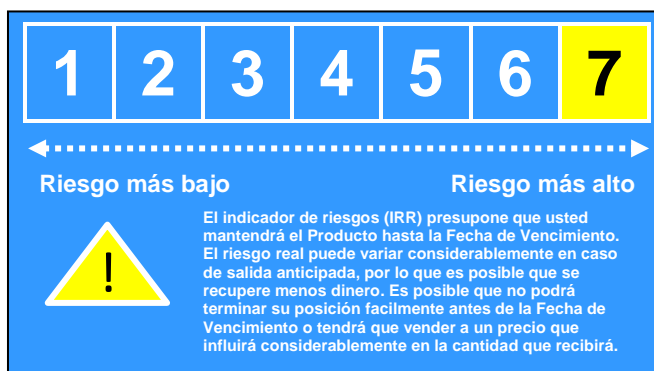 1 2 3 4 5 6 7
Riesgo más bajo Riesgo más alto
El indicador de riesgos (IRR) presupone que usted
mantendrá el Producto hasta la Fecha de Vencimiento.
El riesgo real puede variar considerablemente en caso
de salida anticipada, por lo que es posible que se
recupere menos dinero. Es posible que no podrá
terminar su posición facilmente antes de la Fecha de
Vencimiento o tendrá que vender a un precio que
influirá considerablemente en la cantidad que recibirá.
!